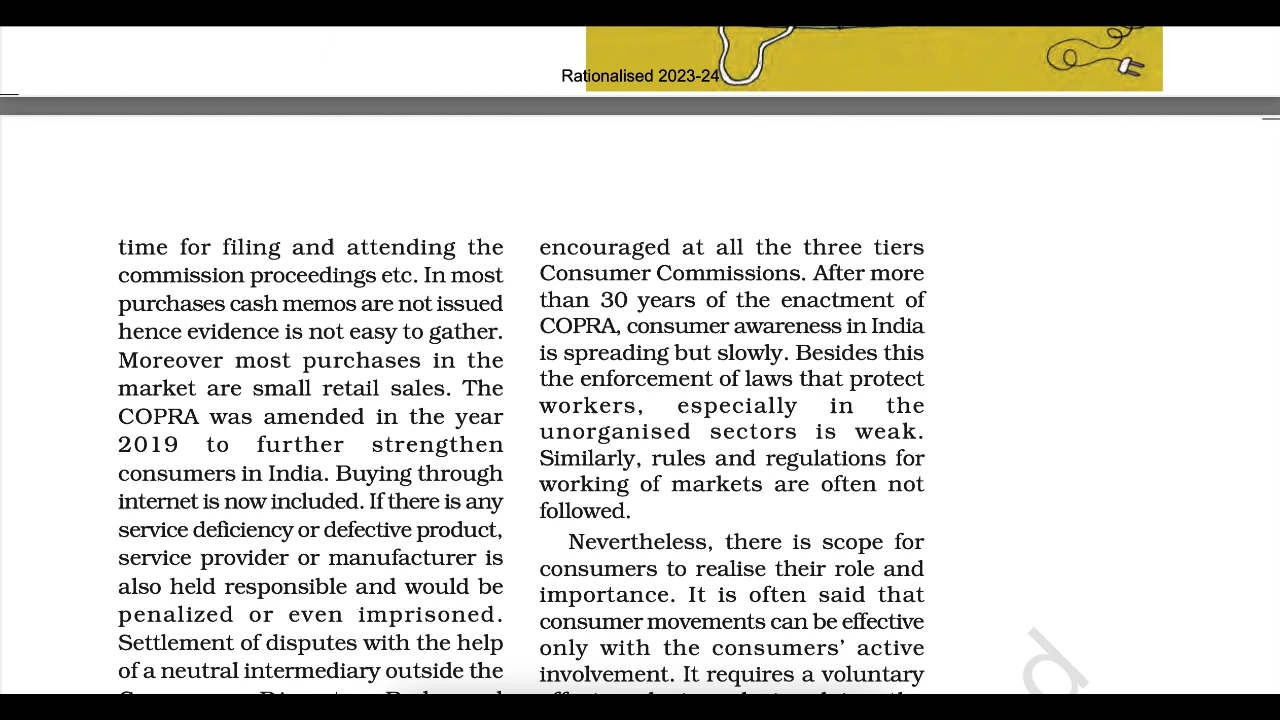 Rationalised 2023-24
time for filing and attending the
commission proceedings etc. In most
purchases cash memos are not issued
hence evidence is not easy to gather.
Moreover most purchases in the
market are small retail sales. The
COPRA was amended in the year
2019 to further strengthen
consumers in India. Buying through
internet is now included. If there is any
service deficiency or defective product,
service provider or manufacturer is
also held responsible and would be
penalized or even imprisoned.
Settlement of disputes with the help
of a neutral intermediary outside the
encouraged at all the three tiers
Consumer Commissions. After more
than 30 years of the enactment of
COPRA, consumer awareness in India
is spreading but slowly. Besides this
the enforcement of laws that protect
workers, especially in the
unorganised sectors is weak.
Similarly, rules and regulations for
working of markets are often not
followed.
Nevertheless, there is scope for
consumers to realise their role and
importance. It is often said that
consumer movements can be effective
only with the consumers' active
involvement. It requires a voluntary
d